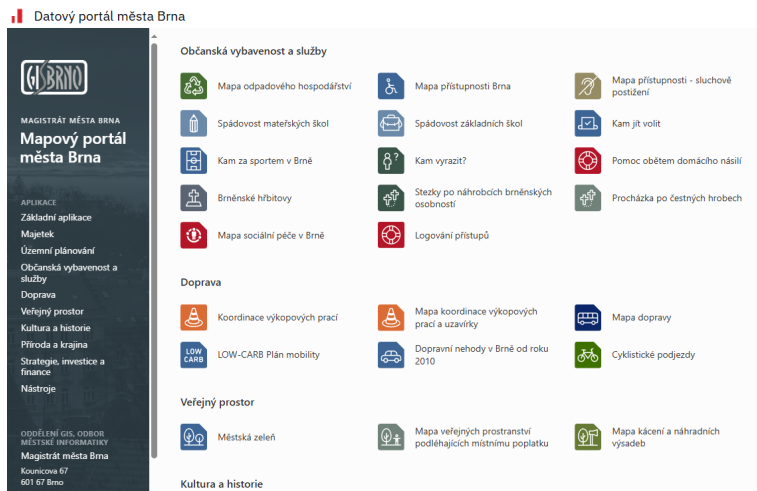 Datový portál města Brna
GISBRNO
MAGISTRÁT MĚSTA BRNA
Mapový portál
města Brna
APLIKACE
Základní aplikace
Majetek
Územní plánování
Občanská vybavenost a
služby
Doprava
Veřejný prostor
Kultura a historie
Příroda a krajina
Strategie, investice a
finance
Nástroje
ODDĚLENÍ GIS, ODBOR
MĚSTSKÉ INFORMATIKY
Magistrát města Brna
Kounicova 67
601 67 Brno
Občanská vybavenost a služby
Mapa odpadového hospodářství
Mapa přístupnosti Brna
Mapa přístupnosti - sluchově
postižení
Spádovost mateřských škol
Spádovost základních škol
Kam jít volit
Kam za sportem v Brně
Kam vyrazit?
Pomoc obětem domácího násilí
Brněnské hřbitovy
Stezky po náhrobcích brněnských
osobností
Procházka po čestných hrobech
Mapa sociální péče v Brně
Logování přístupů
Doprava
Koordinace výkopových prací
Mapa koordinace výkopových
prací a uzavírky
Mapa dopravy
LOW
CARB
LOW-CARB Plán mobility
Dopravní nehody v Brně od roku
2010
Cyklistické podjezdy
Veřejný prostor
Městská zeleň
Mapa veřejných prostranství
podléhajících místnímu poplatku
Mapa kácení a náhradních
výsadeb
Kultura a historie